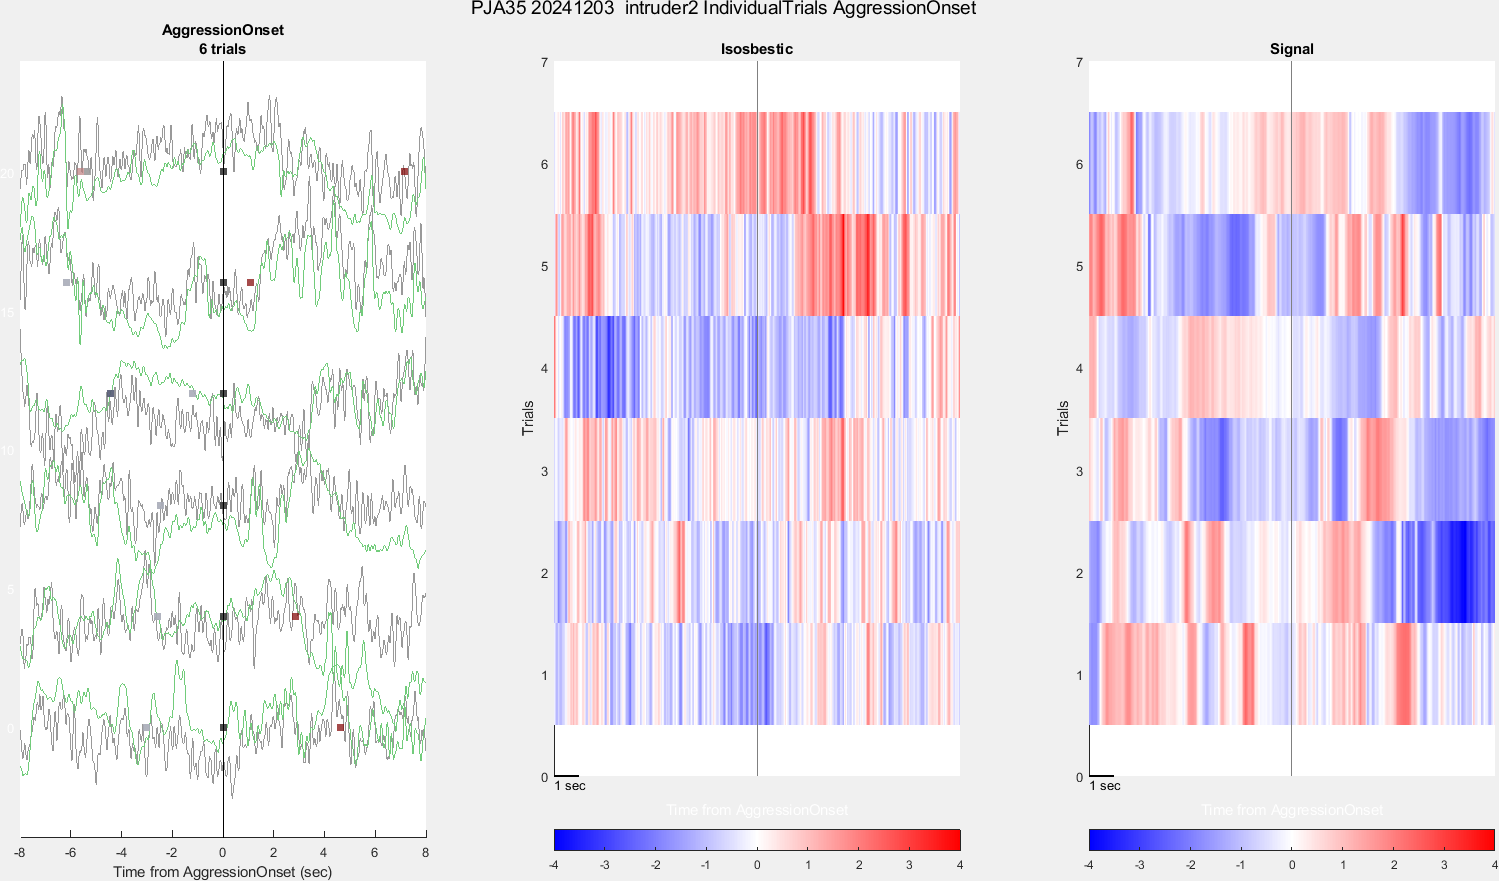 PJA35 20241203  intruder2 IndividualTrials AggressionOnset
AggressionOnset
6 trials
20
15
10
5
0
-8 -6 -4 -2 0 2 4 6 8
Time from AggressionOnset (sec)
Isosbestic
7
6
5
4
3
2
1
0
Trials
1 sec
Time from AggressionOnset
-4 -3 -2 -1 0 1 2 3 4
Signal
7
6
5
4
3
2
1
0
Trials
1 sec
Time from AggressionOnset
-4 -3 -2 -1 0 1 2 3 4